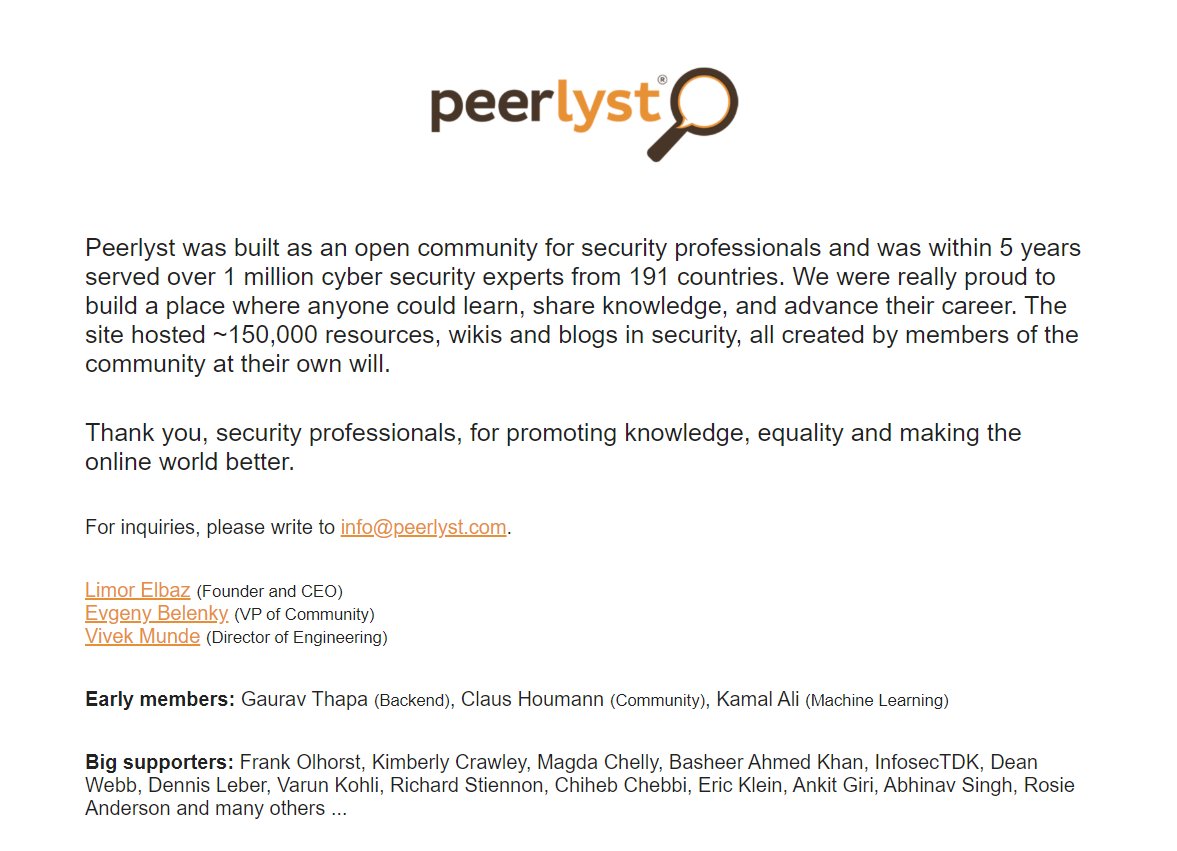 peerlyst®
Peerlyst was built as an open community for security professionals and was within 5 years
served over 1 million cyber security experts from 191 countries. We were really proud to
build a place where anyone could learn, share knowledge, and advance their career. The
site hosted ~150,000 resources, wikis and blogs in security, all created by members of the
community at their own will.
Thank you, security professionals, for promoting knowledge, equality and making the
online world better.
For inquiries, please write to info@peerlyst.com.
Limor Elbaz (Founder and CEO)
Evgeny Belenky (VP of Community)
Vivek Munde (Director of Engineering)
Early members: Gaurav Thapa (Backend), Claus Houmann (Community), Kamal Ali (Machine Learning)
Big supporters: Frank Olhorst, Kimberly Crawley, Magda Chelly, Basheer Ahmed Khan, InfosecTDK, Dean
Webb, Dennis Leber, Varun Kohli, Richard Stiennon, Chiheb Chebbi, Eric Klein, Ankit Giri, Abhinav Singh, Rosie
Anderson and many others ...